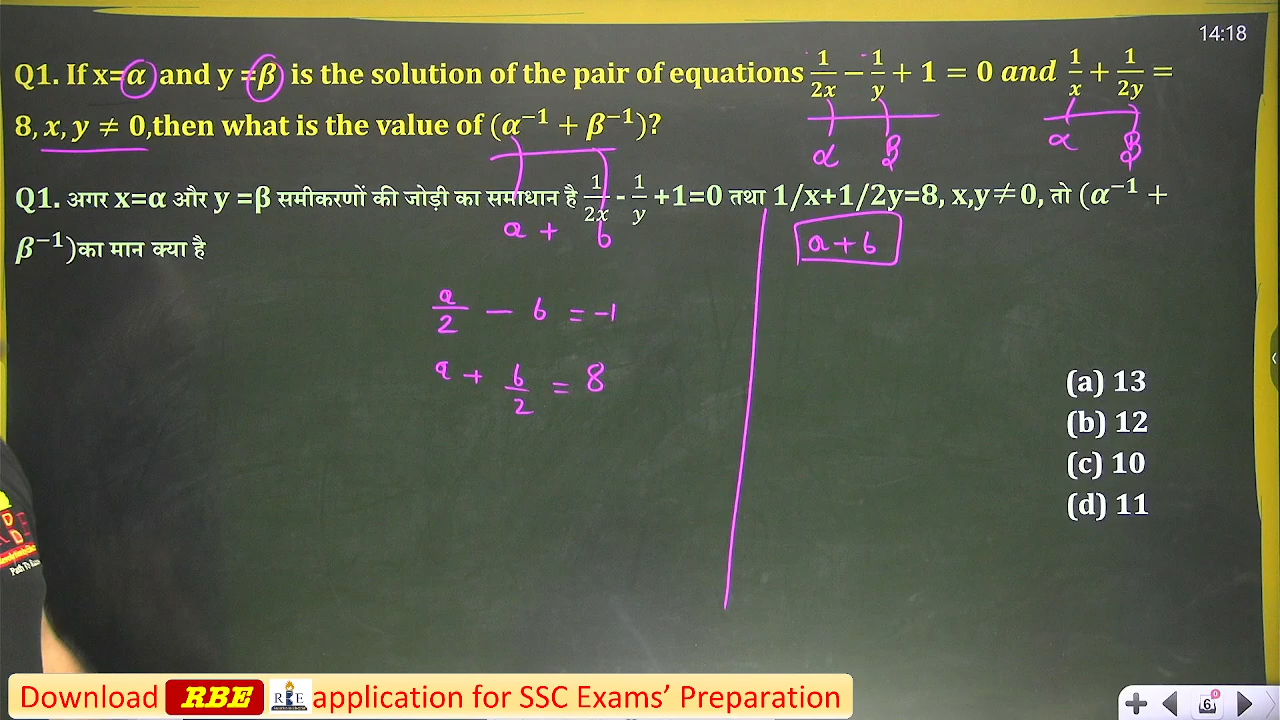 14:18
Q1. If x=α and y =β is the solution of the pair of equations 1/2x − 1/y + 1 = 0 and 1/x + 1/2y =
8, x, y ≠ 0,then what is the value of (α⁻¹ + β⁻¹)?
α β α β
Q1. अगर x=α और y =β समीकरणों की जोड़ी का समाधान है 1/2x - 1/y +1=0 तथा 1/x+1/2y=8, x,y≠0, तो (α⁻¹ +
β⁻¹)का मान क्या है
a + b
a + b
a/2 − b = -1
a + b/2 = 8
(a) 13
(b) 12
(c) 10
(d) 11
Download RBE RBE application for SSC Exams’ Preparation
6